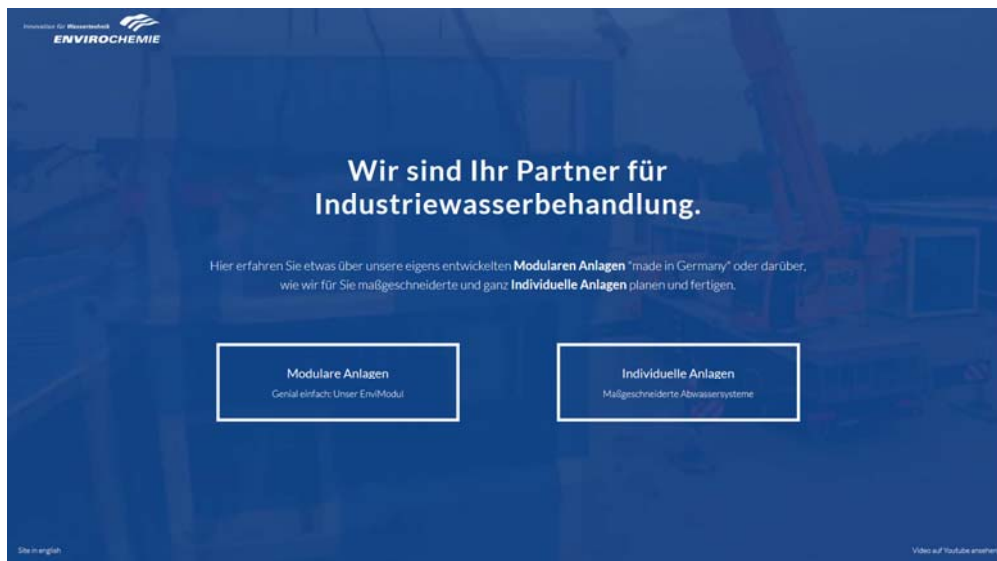 Innovation für Wassertechnik
ENVIROCHEMIE
Wir sind Ihr Partner für
Industriewasserbehandlung.
Hier erfahren Sie etwas über unsere eigens entwickelten Modularen Anlagen "made in Germany" oder darüber,
wie wir für Sie maßgeschneiderte und ganz Individuelle Anlagen planen und fertigen.
Modulare Anlagen
Genial einfach: Unser EnviModul
Individuelle Anlagen
Maßgeschneiderte Abwassersysteme
Site in english
Video auf Youtube ansehen